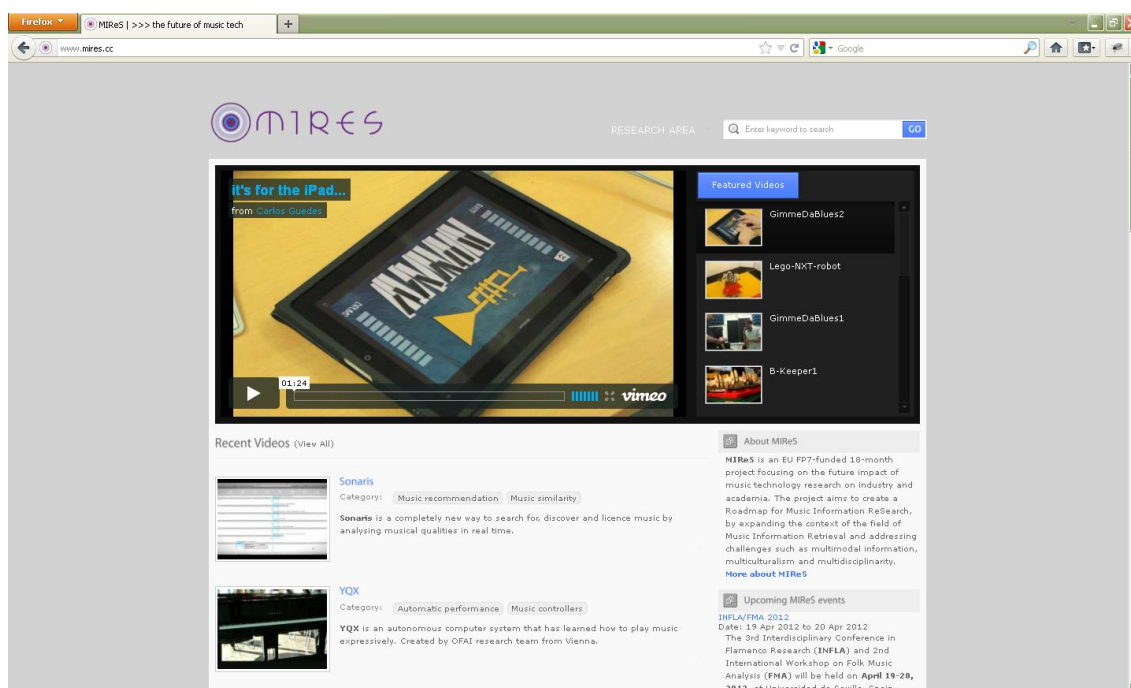 Firefox
MIReS | >>> the future of music tech
www.mires.cc
Google
MIRES
RESEARCH AREA
Enter keyword to search
GO
it's for the iPad...
from Carlos Guedes
01:24
vimeo
Featured Videos
GimmeDaBlues2
Lego-NXT-robot
GimmeDaBlues1
B-Keeper1
Recent Videos (View All)
Sonaris
Category: Music recommendation Music similarity
Sonaris is a completely new way to search for, discover and licence music by
analysing musical qualities in real time.
YQX
Category: Automatic performance Music controllers
YQX is an autonomous computer system that has learned how to play music
expressively. Created by OFAI research team from Vienna.
About MIReS
MIReS is an EU FP7-funded 18-month
project focusing on the future impact of
music technology research on industry and
academia. The project aims to create a
Roadmap for Music Information ReSearch,
by expanding the context of the field of
Music Information Retrieval and addressing
challenges such as multimodal information,
multiculturalism and multidisciplinarity.
More about MIReS
Upcoming MIReS events
INFLA/FMA 2012
Date: 19 Apr 2012 to 20 Apr 2012
The 3rd Interdisciplinary Conference in
Flamenco Research (INFLA) and 2nd
International Workshop on Folk Music
Analysis (FMA) will be held on April 19-20,
2012, at Universidad de Sevilla, Spain